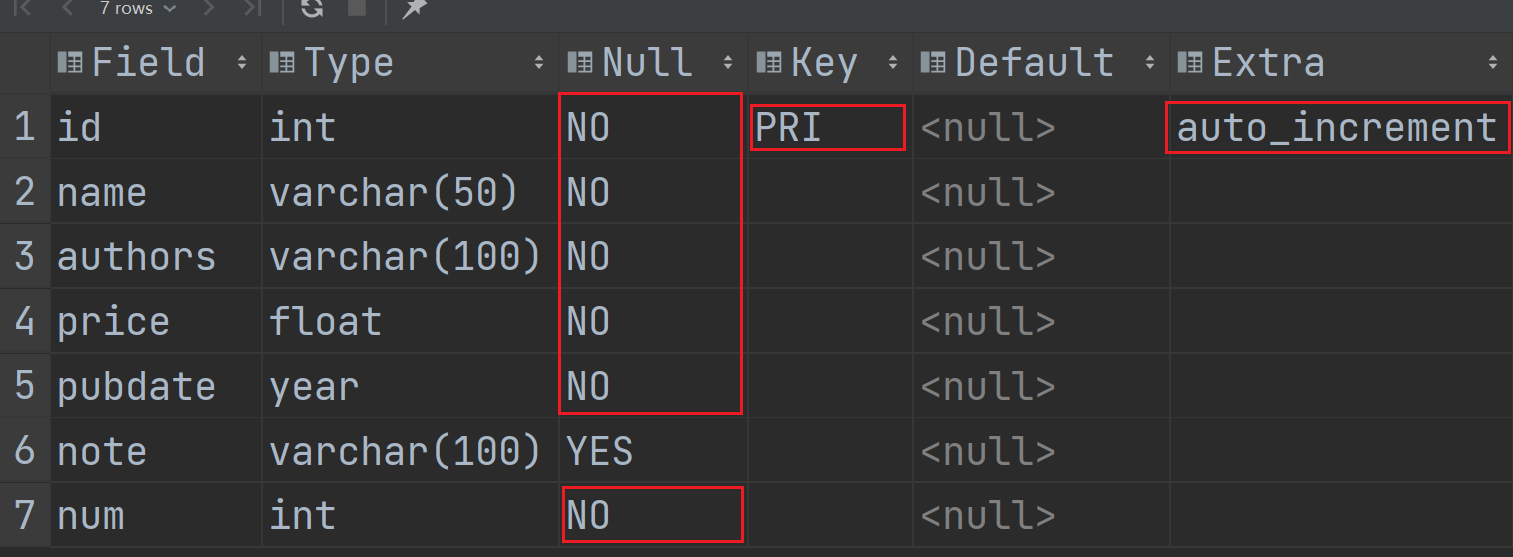 7 rows
Field Type Null Key Default Extra
1 id int NO PRI <null> auto_increment
2 name varchar(50) NO <null>
3 authors varchar(100) NO <null>
4 price float NO <null>
5 pubdate year NO <null>
6 note varchar(100) YES <null>
7 num int NO <null>